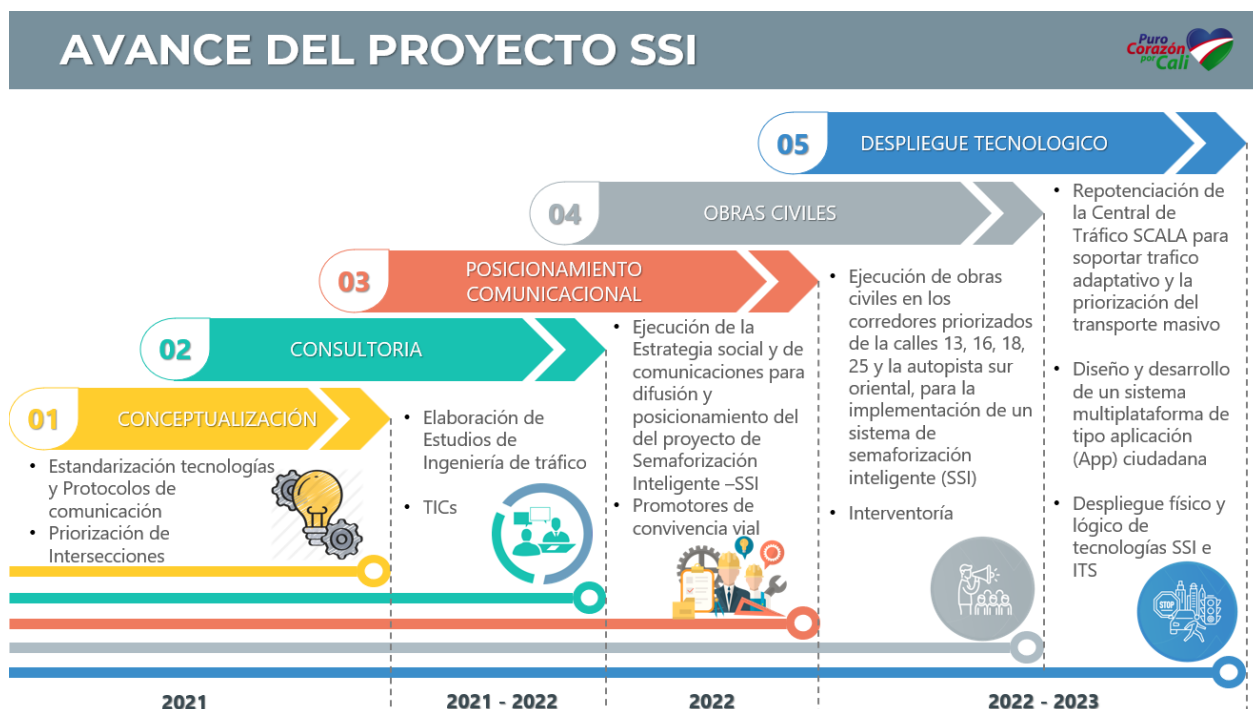 AVANCE DEL PROYECTO SSI
Puro
Corazón
por Cali
05
DESPLIEGUE TECNOLOGICO
04
OBRAS CIVILES
03
POSICIONAMIENTO
COMUNICACIONAL
02
CONSULTORIA
01
CONCEPTUALIZACIÓN
• Estandarización tecnologías
y Protocolos de
comunicación
• Priorización de
Intersecciones
• Elaboración de
Estudios de
Ingeniería de tráfico
• TICs
• Ejecución de la
Estrategia social y de
comunicaciones para
difusión y
posicionamiento del
del proyecto de
Semaforización
Inteligente –SSI
• Promotores de
convivencia vial
• Ejecución de obras
civiles en los
corredores priorizados
de la calles 13, 16, 18,
25 y la autopista sur
oriental, para la
implementación de un
sistema de
semaforización
inteligente (SSI)
• Interventoría
• Repotenciación de
la Central de
Tráfico SCALA para
soportar trafico
adaptativo y la
priorización del
transporte masivo
• Diseño y desarrollo
de un sistema
multiplataforma de
tipo aplicación
(App) ciudadana
• Despliegue físico y
lógico de
tecnologías SSI e
ITS
STOP
2021
2021 - 2022
2022
2022 - 2023